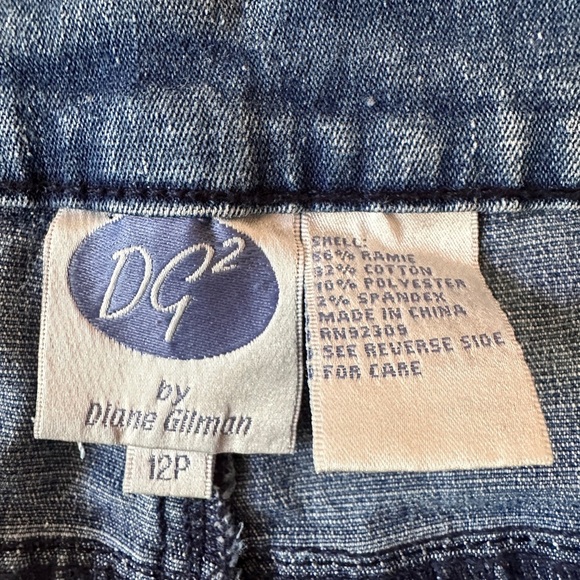 DG2
by
Diane Gilman
12P
SHELL:
56% RAMIE
32% COTTON
10% POLYESTER
2% SPANDEX
MADE IN CHINA
RN92309
SEE REVERSE SIDE
FOR CARE